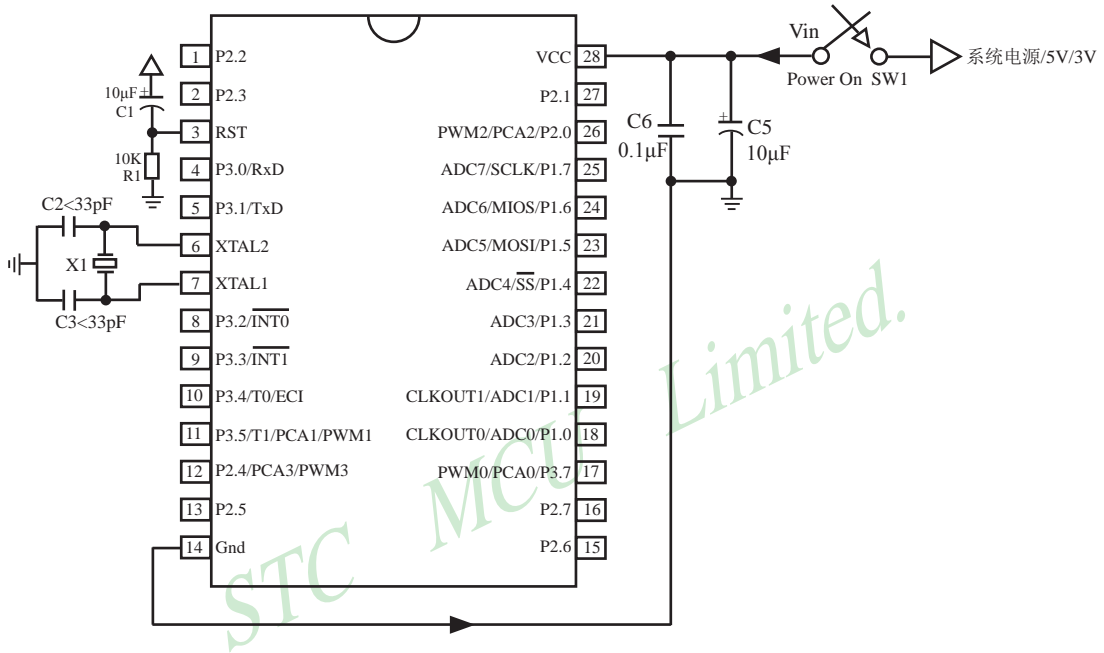 1 P2.2
2 P2.3
3 RST
4 P3.0/RxD
5 P3.1/TxD
6 XTAL2
7 XTAL1
8 P3.2/INT0
9 P3.3/INT1
10 P3.4/T0/ECI
11 P3.5/T1/PCA1/PWM1
12 P2.4/PCA3/PWM3
13 P2.5
14 Gnd
VCC 28
P2.1 27
PWM2/PCA2/P2.0 26
ADC7/SCLK/P1.7 25
ADC6/MIOS/P1.6 24
ADC5/MOSI/P1.5 23
ADC4/SS/P1.4 22
ADC3/P1.3 21
ADC2/P1.2 20
CLKOUT1/ADC1/P1.1 19
CLKOUT0/ADC0/P1.0 18
PWM0/PCA0/P3.7 17
P2.7 16
P2.6 15
10μF +
C1
10K
R1
C2<33pF
X1
C3<33pF
Vin
Power On SW1
系统电源/5V/3V
C6
0.1μF
+
C5
10μF
STC MCU Limited.